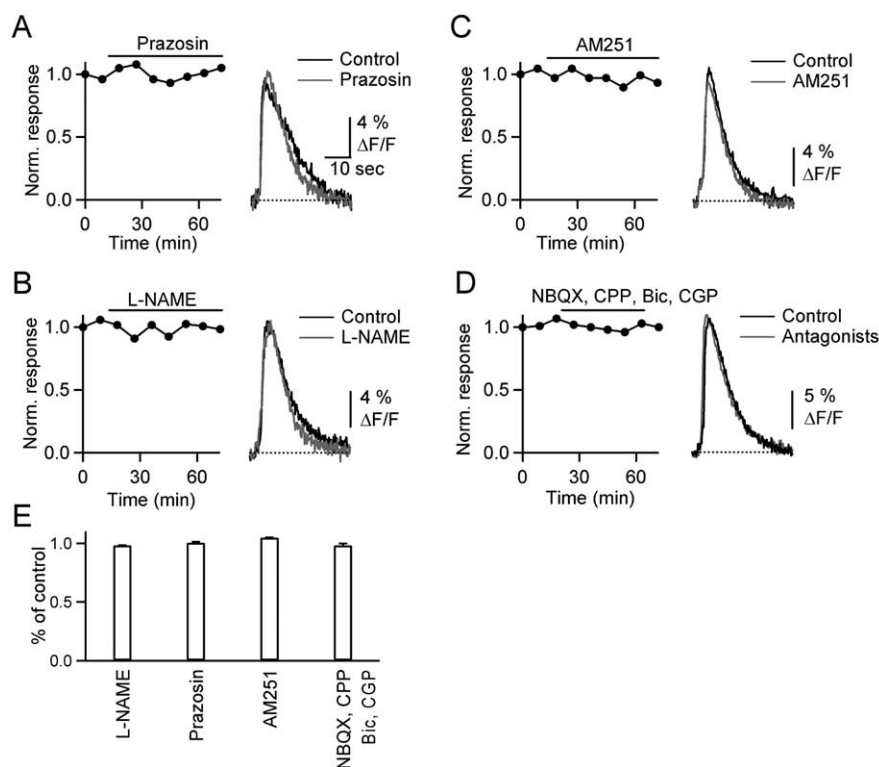 A
Prazosin
Norm. response
1.0
0.5
0.0
0
30
60
Time (min)
Control
Prazosin
4 %
ΔF/F
10 sec
C
AM251
Norm. response
1.0
0.5
0.0
0
30
60
Time (min)
Control
AM251
4 %
ΔF/F
B
L-NAME
Norm. response
1.0
0.5
0.0
0
30
60
Time (min)
Control
L-NAME
4 %
ΔF/F
D
NBQX, CPP, Bic, CGP
Norm. response
1.0
0.5
0.0
0
30
60
Time (min)
Control
Antagonists
5 %
ΔF/F
E
% of control
1.0
0.5
0.0
L-NAME
Prazosin
AM251
NBQX, CPP
Bic, CGP